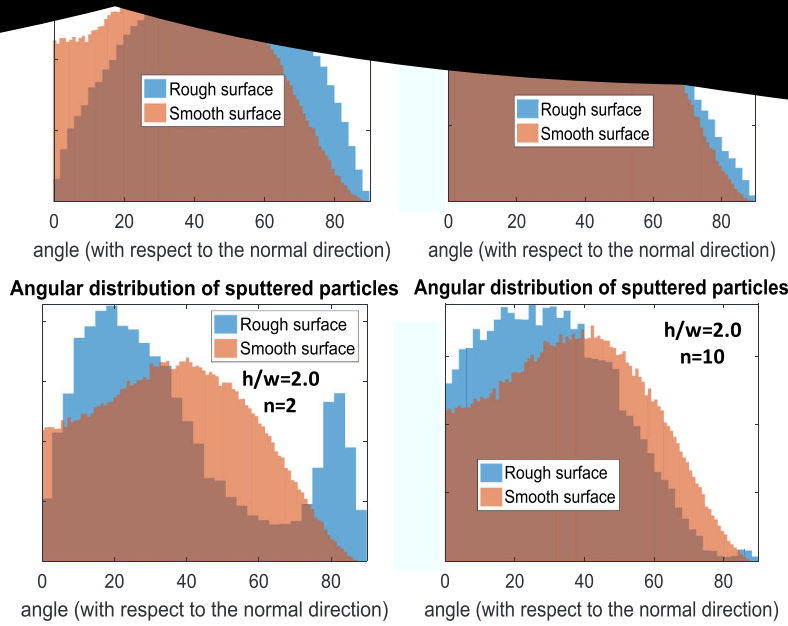 Rough surface
Smooth surface
0 20 40 60 80
angle (with respect to the normal direction)
Rough surface
Smooth surface
0 20 40 60 80
angle (with respect to the normal direction)
Angular distribution of sputtered particles
Rough surface
Smooth surface
h/w=2.0
n=2
0 20 40 60 80
angle (with respect to the normal direction)
Angular distribution of sputtered particles
h/w=2.0
n=10
Rough surface
Smooth surface
0 20 40 60 80
angle (with respect to the normal direction)